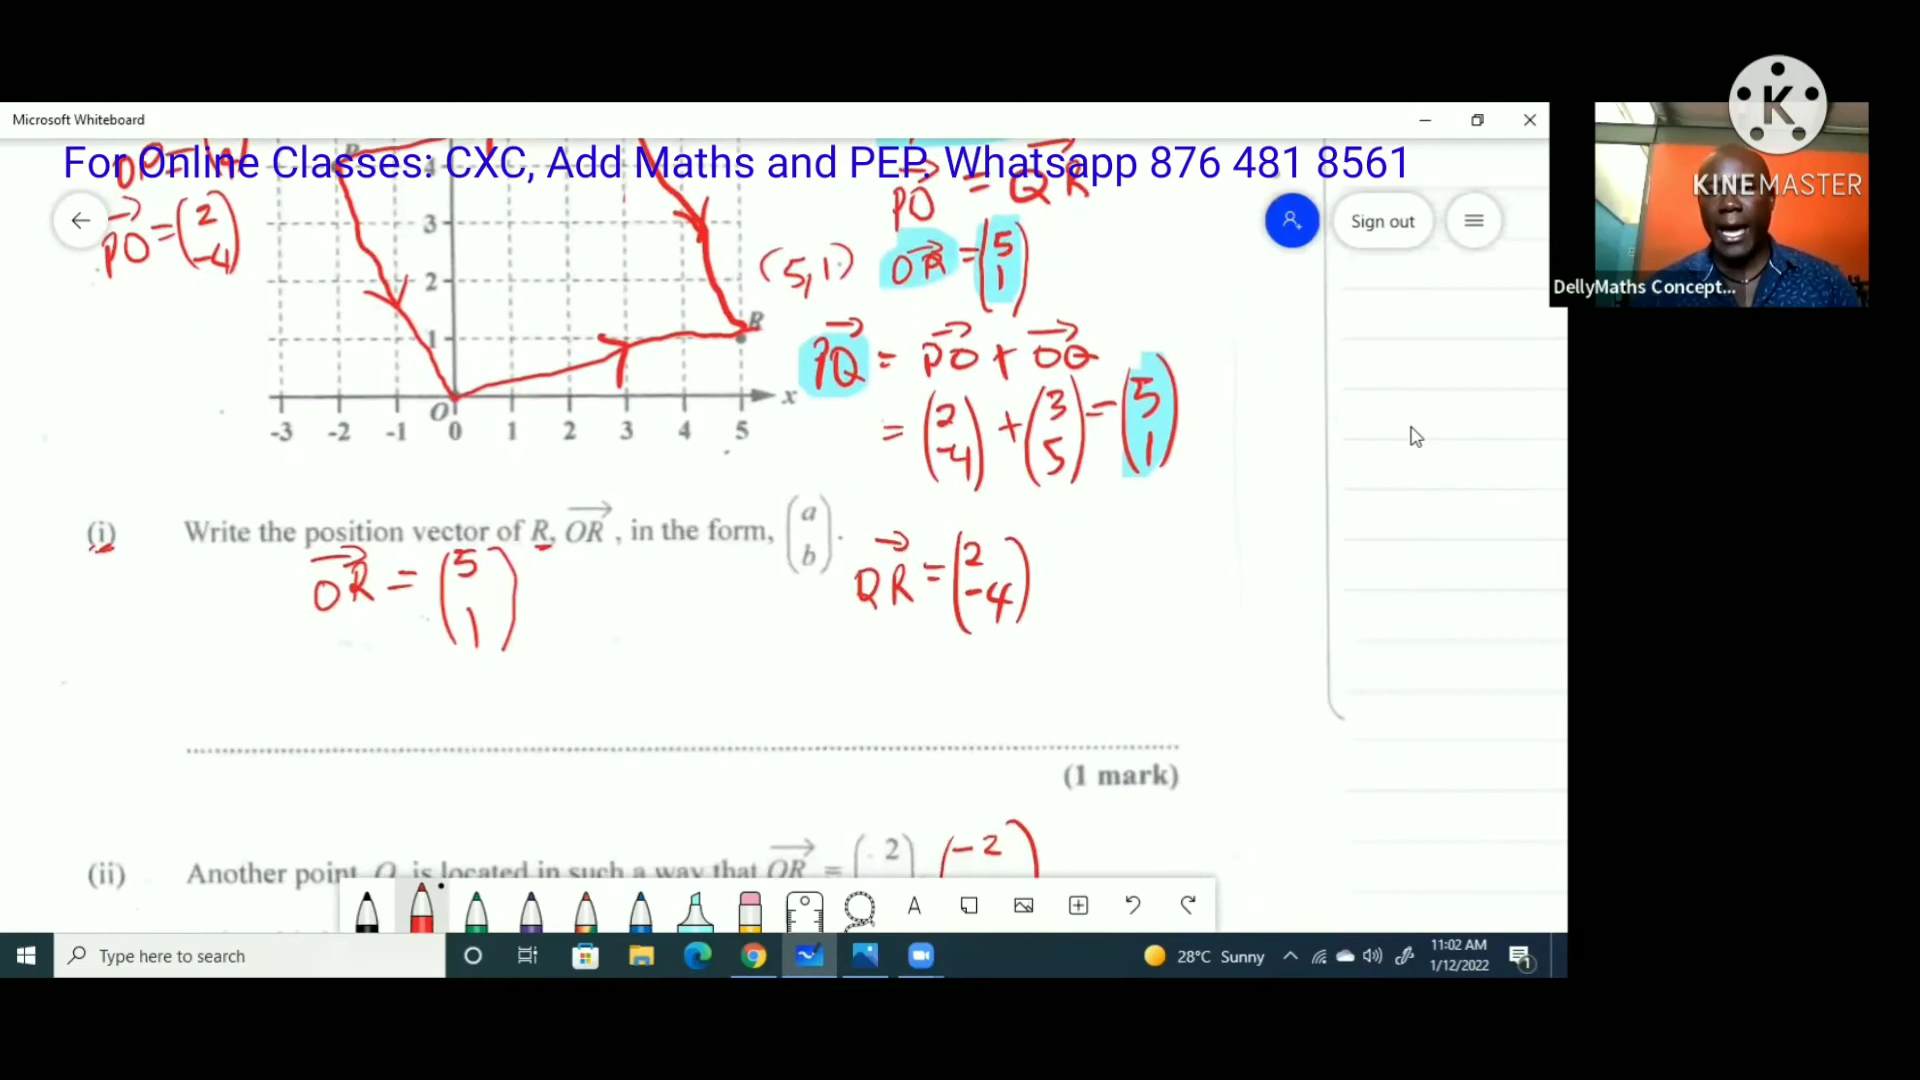 Microsoft Whiteboard
For Online Classes: CXC, Add Maths and PEP. Whatsapp 876 481 8561
KINEMASTER
K
DellyMaths Concept...
Sign out
PO = (2 -4)
PO = QR
3
2
1
(5,1)
OR = (5 1)
R
PQ = PO + OQ
= (2 -4) + (3 5) = (5 1)
O
x
-3 -2 -1 0 1 2 3 4 5
(i) Write the position vector of R, OR, in the form, (a b).
OR = (5 1)
QR = (2 -4)
(1 mark)
(ii) Another point, Q, is located in such a way that OR = (-2 (-2
A
Type here to search
28°C Sunny
11:02 AM
1/12/2022
1